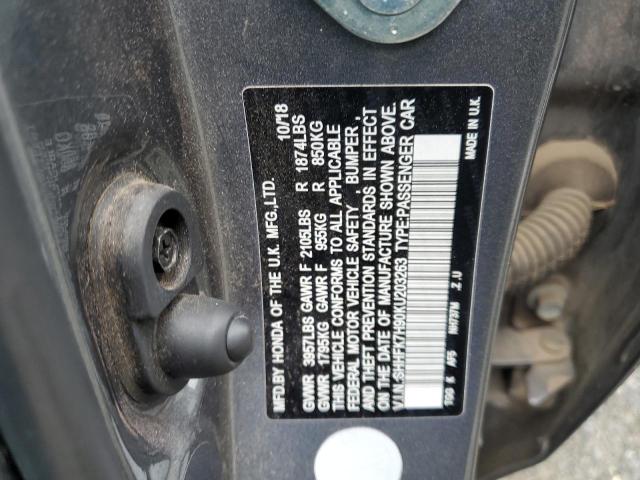 MFD.BY HONDA OF THE U.K. MFG.,LTD. 10/18
GVWR 3957LBS GAWR F 2105LBS R 1874LBS
GVWR 1795KG GAWR F 955KG R 850KG
THIS VEHICLE CONFORMS TO ALL APPLICABLE
FEDERAL MOTOR VEHICLE SAFETY , BUMPER ,
AND THEFT PREVENTION STANDARDS IN EFFECT
ON THE DATE OF MANUFACTURE SHOWN ABOVE.
V.I.N.:SHHFK7H90KU203263 TYPE:PASSENGER CAR
MADE IN U.K.